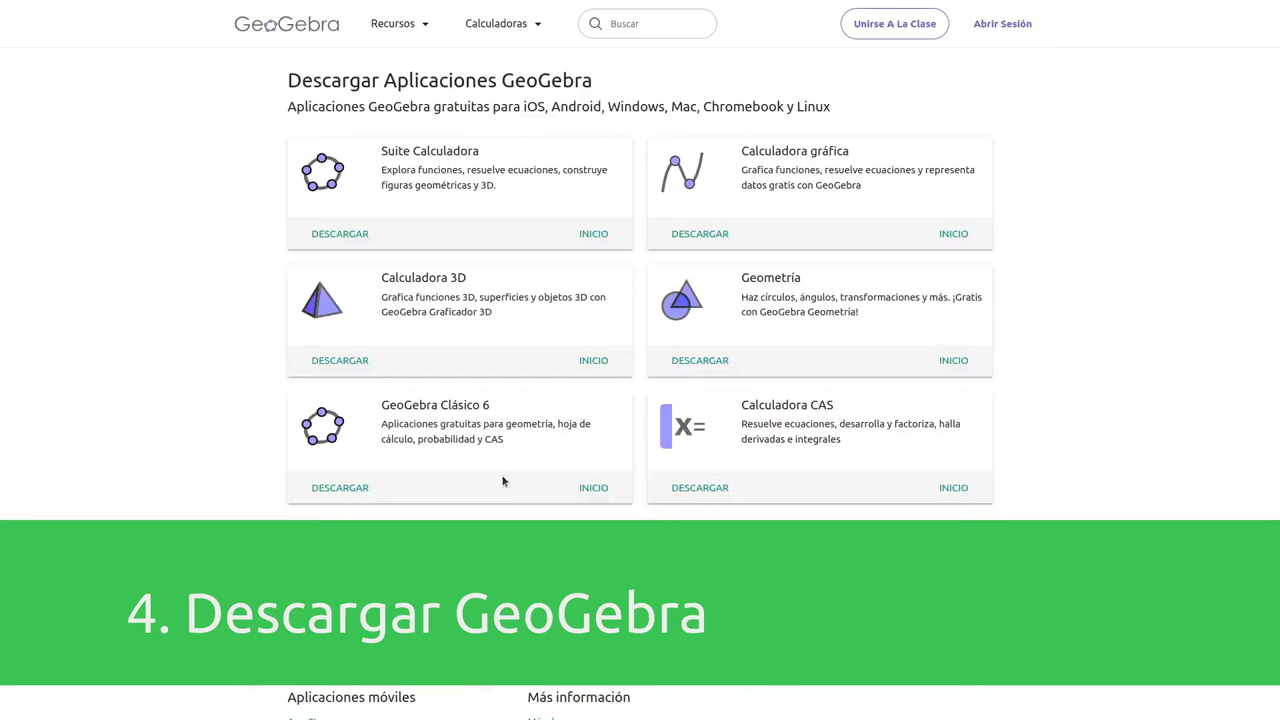 GeoGebra
Recursos
Calculadoras
Buscar
Unirse A La Clase
Abrir Sesión
Descargar Aplicaciones GeoGebra
Aplicaciones GeoGebra gratuitas para iOS, Android, Windows, Mac, Chromebook y Linux
Suite Calculadora
Explora funciones, resuelve ecuaciones, construye
figuras geométricas y 3D.
DESCARGAR
INICIO
Calculadora gráfica
Grafica funciones, resuelve ecuaciones y representa
datos gratis con GeoGebra
DESCARGAR
INICIO
Calculadora 3D
Grafica funciones 3D, superficies y objetos 3D con
GeoGebra Graficador 3D
DESCARGAR
INICIO
Geometría
Haz círculos, ángulos, transformaciones y más. ¡Gratis
con GeoGebra Geometría!
DESCARGAR
INICIO
GeoGebra Clásico 6
Aplicaciones gratuitas para geometría, hoja de
cálculo, probabilidad y CAS
DESCARGAR
INICIO
X=
Calculadora CAS
Resuelve ecuaciones, desarrolla y factoriza, halla
derivadas e integrales
DESCARGAR
INICIO
4. Descargar GeoGebra
Aplicaciones móviles
Más información